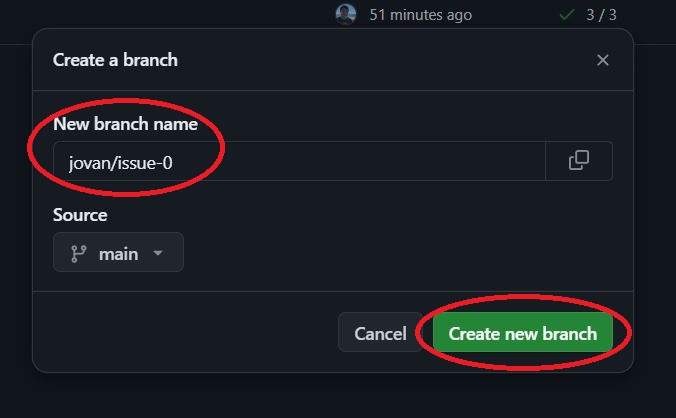 51 minutes ago 3 / 3
Create a branch
New branch name
jovan/issue-0
Source
main
Cancel Create new branch